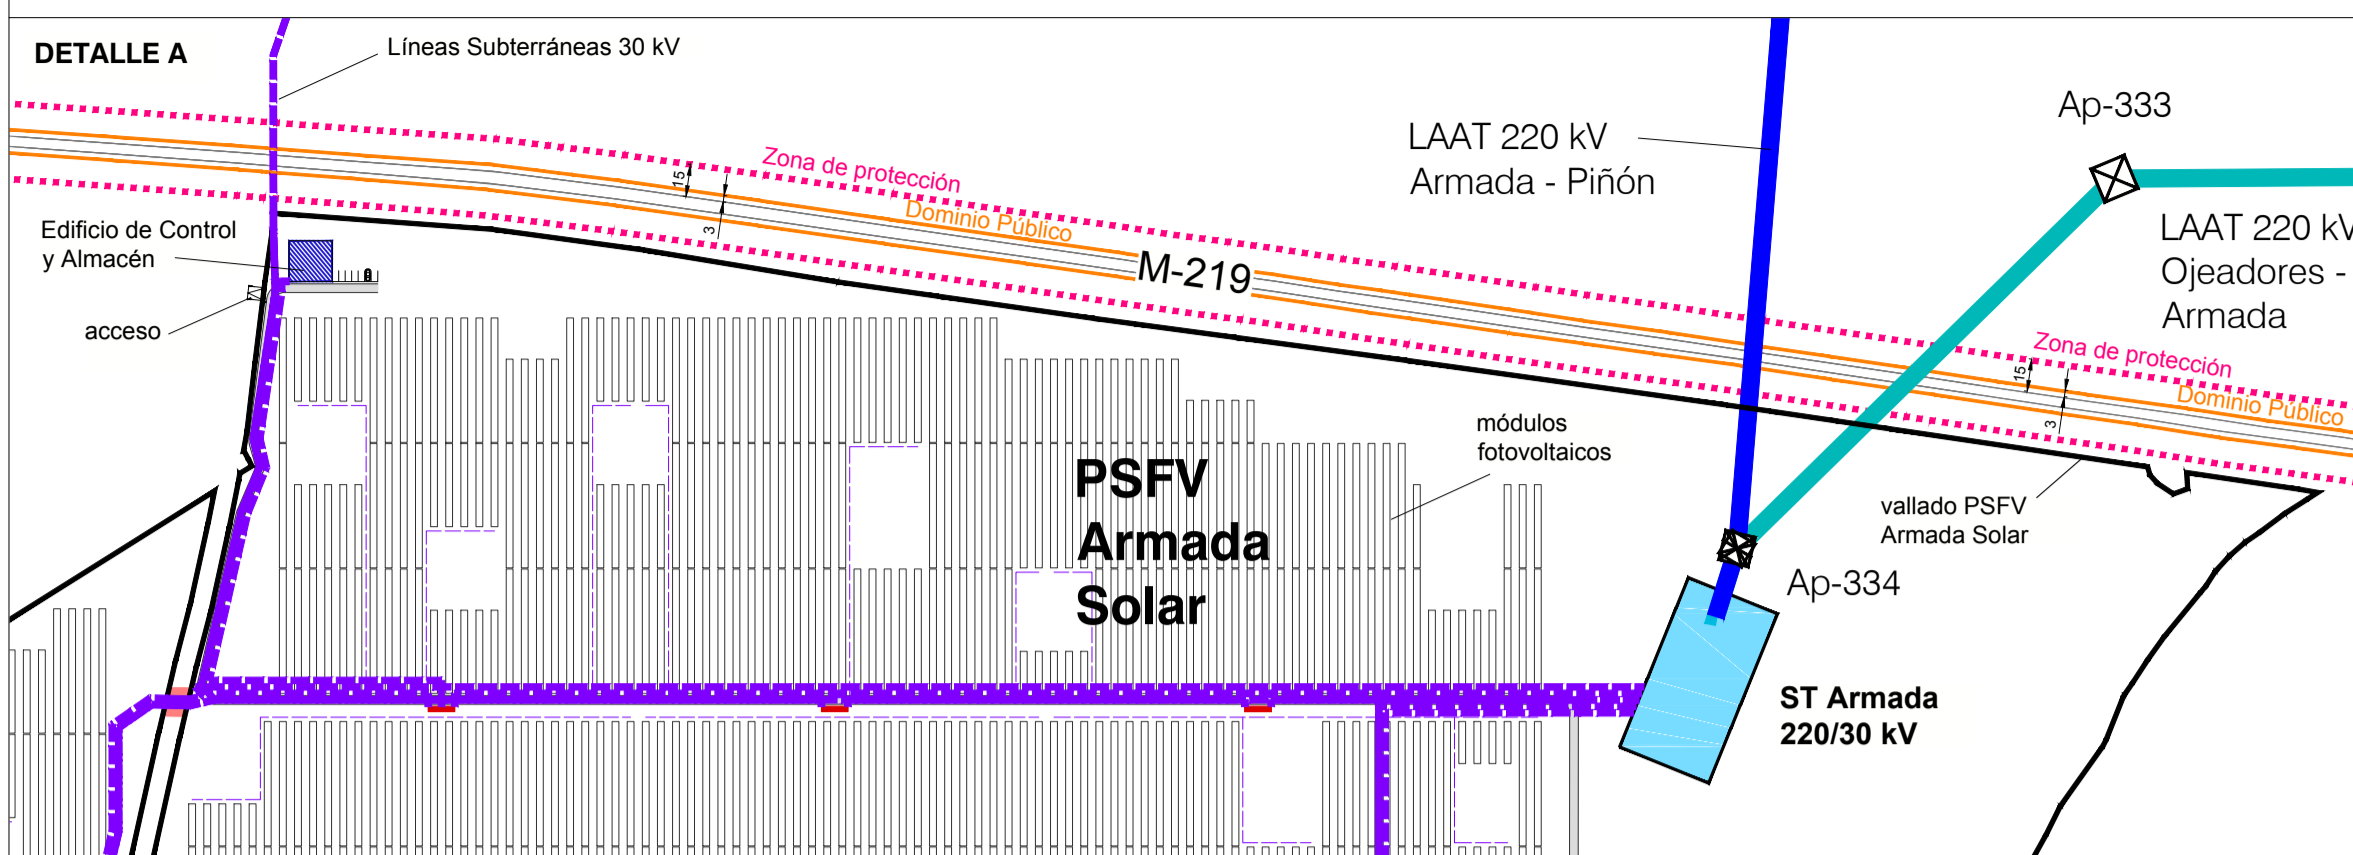 DETALLE A
Líneas Subterráneas 30 kV
Zona de protección
15
3
Dominio Público
M-219
LAAT 220 kV
Armada - Piñón
Ap-333
LAAT 220 kV
Ojeadores -
Armada
Edificio de Control
y Almacén
acceso
Zona de protección
15
3
Dominio Público
módulos
fotovoltaicos
PSFV
Armada
Solar
vallado PSFV
Armada Solar
Ap-334
ST Armada
220/30 kV